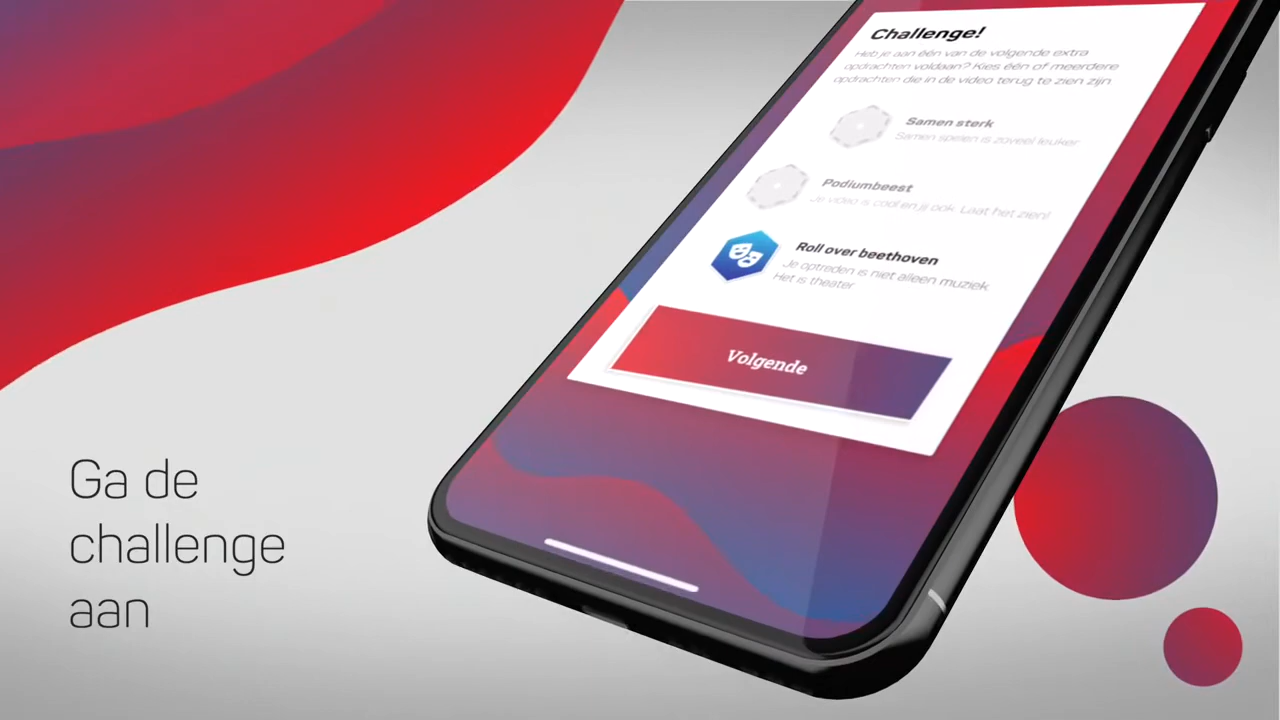 Challenge!
Heb je aan één van de volgende extra
opdrachten voldaan? Kies één of meerdere
opdrachten die in de video terug te zien zijn.
Samen sterk
Samen spelen is zoveel leuker
Podiumbeest
Je video is cool en jij ook. Laat het zien!
Roll over beethoven
Je optreden is niet alleen muziek.
Het is theater
Volgende
Ga de
challenge
aan